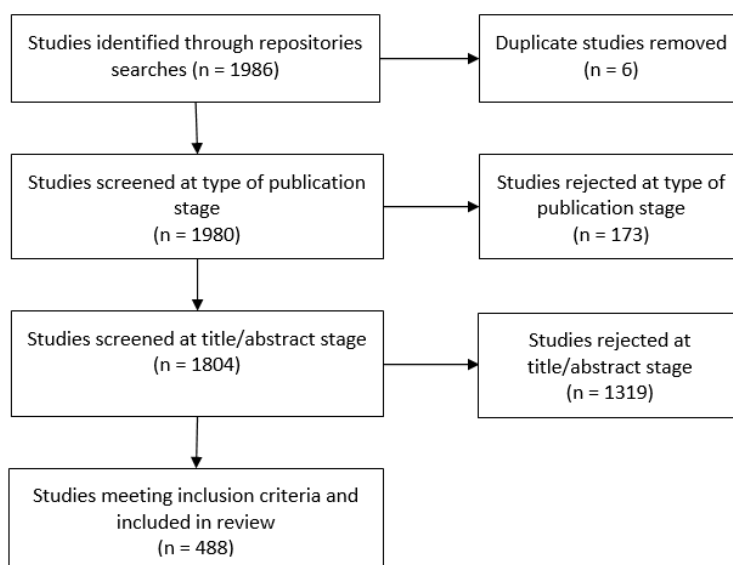 Studies identified through repositories
searches (n = 1986)
Duplicate studies removed
(n = 6)
Studies screened at type of publication
stage
(n = 1980)
Studies rejected at type of
publication stage
(n = 173)
Studies screened at title/abstract stage
(n = 1804)
Studies rejected at
title/abstract stage
(n = 1319)
Studies meeting inclusion criteria and
included in review
(n = 488)